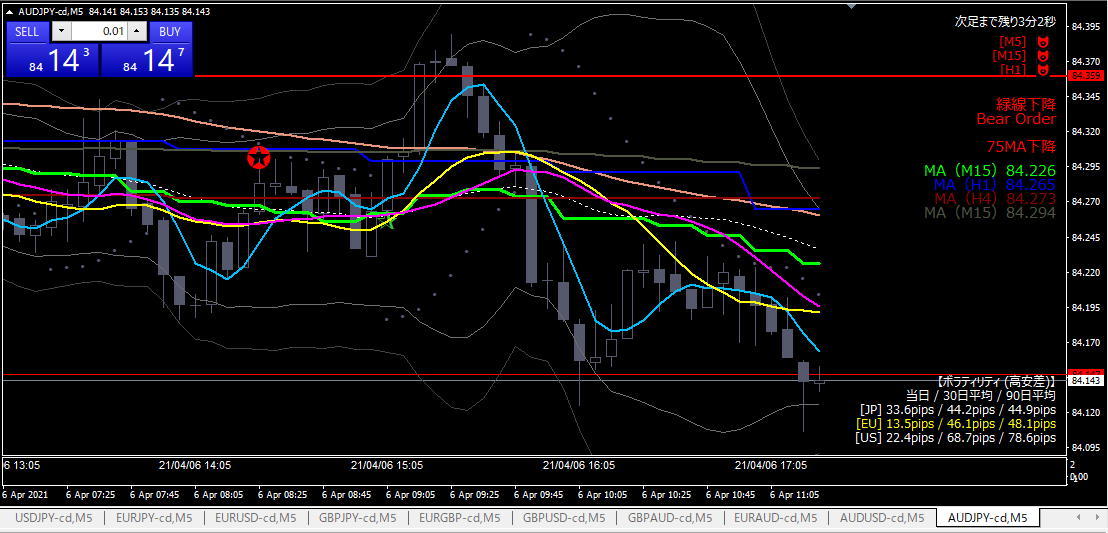 AUDJPY-cd,M5 84.141 84.153 84.135 84.143
SELL 0.01 BUY
84 14 3 84 14 7
次足まで残り3分2秒
[M5]
[M15]
[H1]
緑線下降
Bear Order
75MA下降
MA（M15）84.226
MA（H1）84.265
MA（H4）84.273
MA（M15）84.294
【ボラティリティ(高安差)】
当日 / 30日平均 / 90日平均
[JP] 33.6pips / 44.2pips / 44.9pips
[EU] 13.5pips / 46.1pips / 48.1pips
[US] 22.4pips / 68.7pips / 78.6pips
84.395
84.370
84.359
84.345
84.320
84.295
84.270
84.245
84.220
84.195
84.170
84.143
84.120
84.095
6 13:05 21/04/06 14:05 21/04/06 15:05 21/04/06 16:05 21/04/06 17:05
2
0.00
6 Apr 2021 6 Apr 07:25 6 Apr 07:45 6 Apr 08:05 6 Apr 08:25 6 Apr 08:45 6 Apr 09:05 6 Apr 09:25 6 Apr 09:45 6 Apr 10:05 6 Apr 10:25 6 Apr 10:45 6 Apr 11:05
USDJPY-cd,M5 EURJPY-cd,M5 EURUSD-cd,M5 GBPJPY-cd,M5 EURGBP-cd,M5 GBPUSD-cd,M5 GBPAUD-cd,M5 EURAUD-cd,M5 AUDUSD-cd,M5 AUDJPY-cd,M5